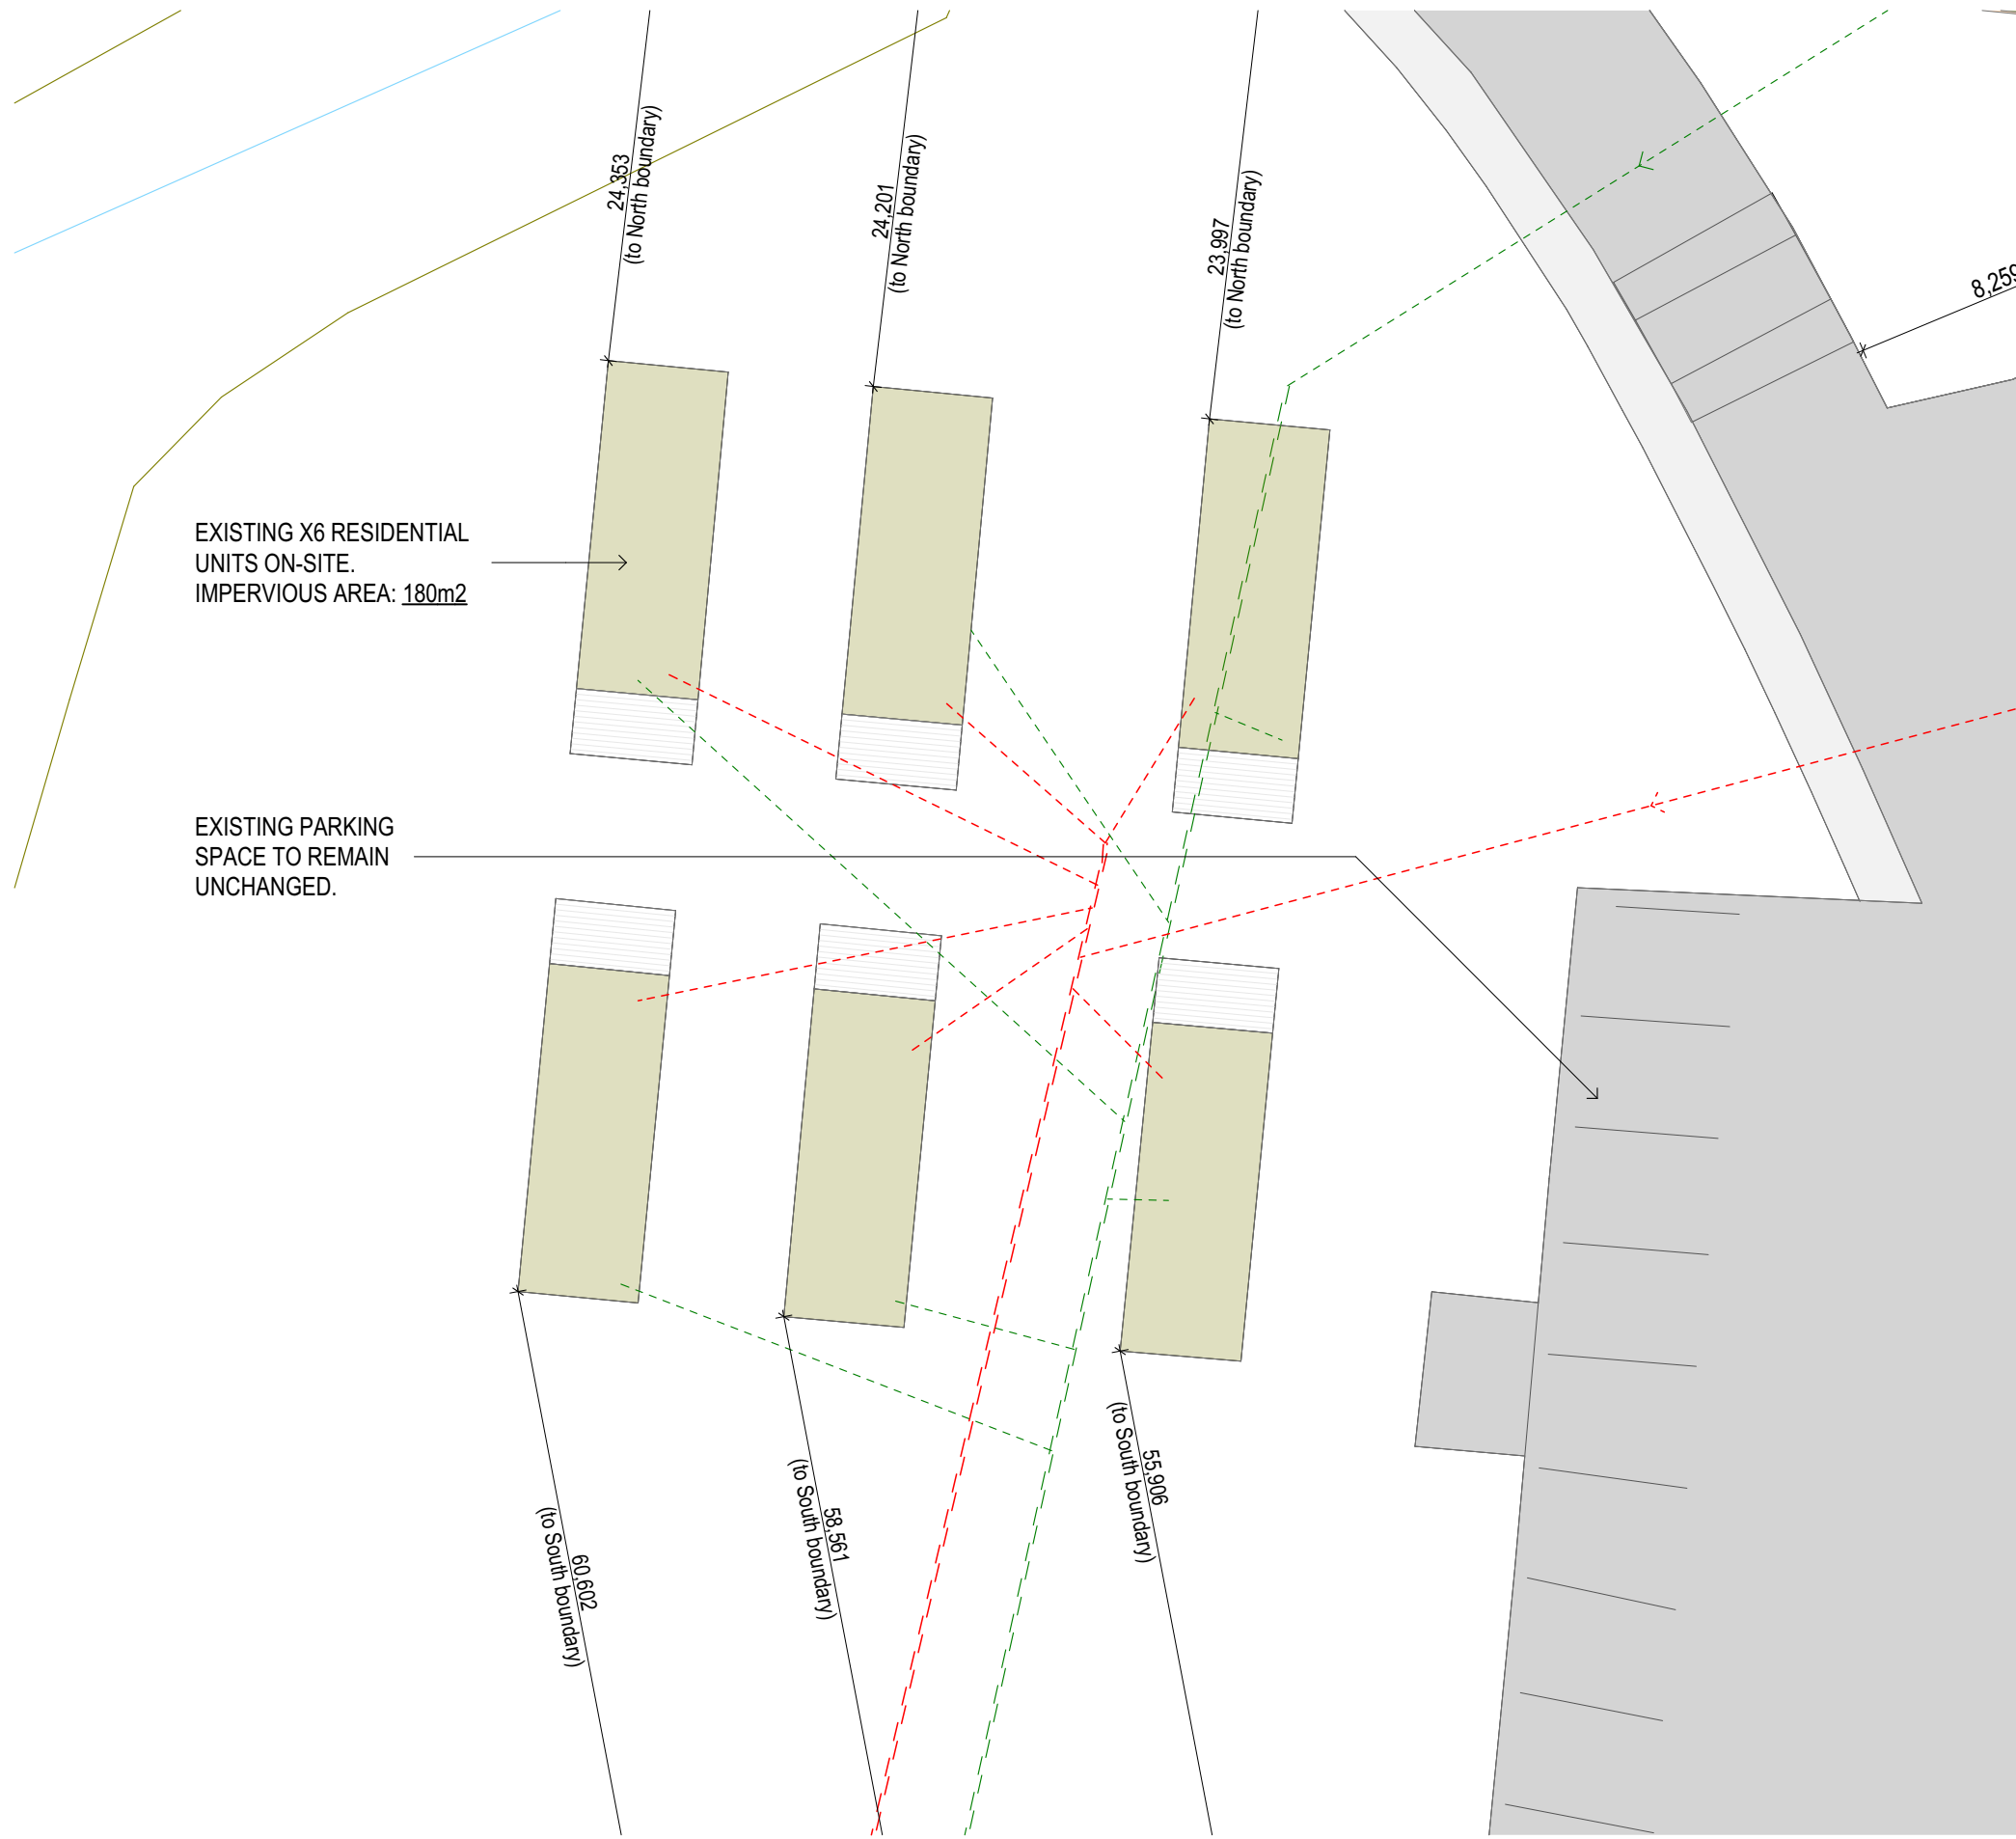 24,353
(to North boundary)
24,201
(to North boundary)
23,997
(to North boundary)
8,259
EXISTING X6 RESIDENTIAL
UNITS ON-SITE.
IMPERVIOUS AREA: 180m2
EXISTING PARKING
SPACE TO REMAIN
UNCHANGED.
60,602
(to South boundary)
58,561
(to South boundary)
55,906
(to South boundary)